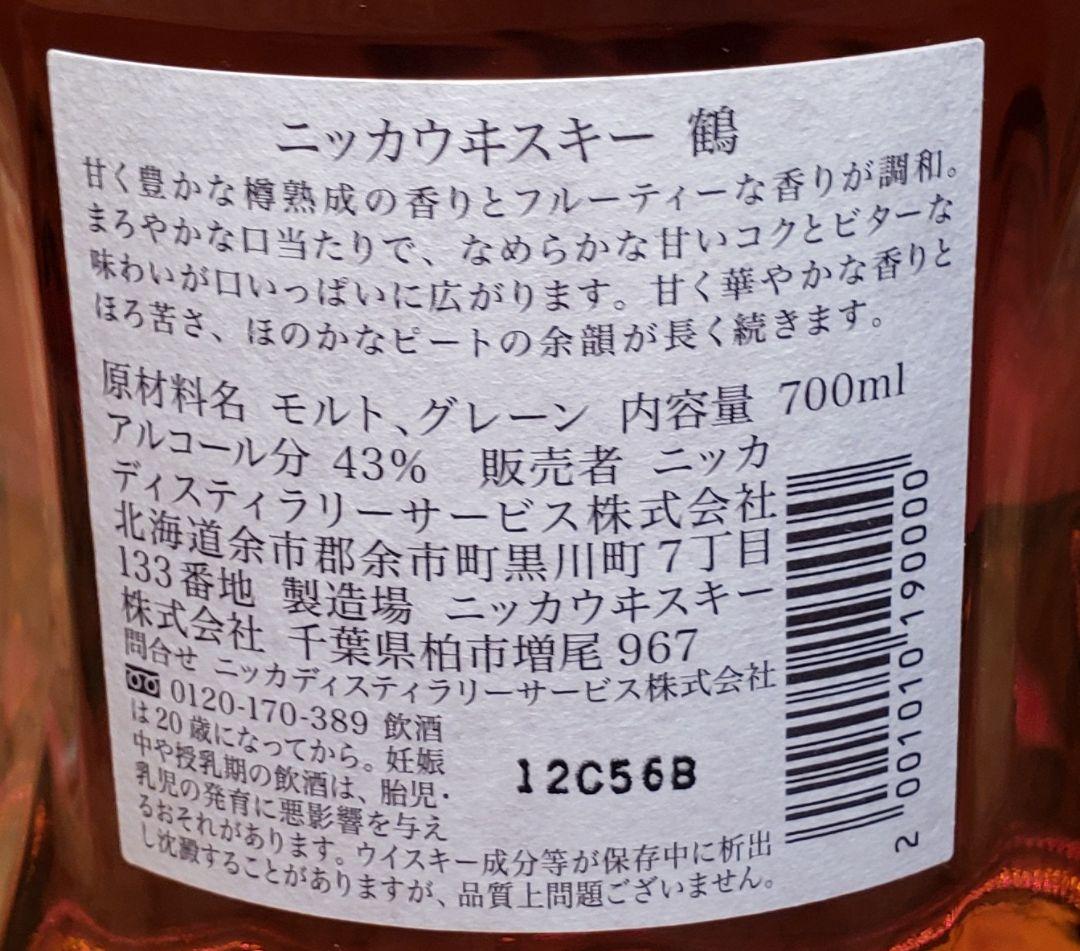 ニッカウヰスキー 鶴
甘く豊かな樽熟成の香りとフルーティーな香りが調和。
まろやかな口当たりで、なめらかな甘いコクとビターな
味わいが口いっぱいに広がります。甘く華やかな香りと
ほろ苦さ、ほのかなピートの余韻が長く続きます。
原材料名 モルト、グレーン 内容量 700ml
アルコール分 43% 販売者 ニッカ
ディスティラリーサービス株式会社
北海道余市郡余市町黒川町7丁目
133番地 製造場 ニッカウヰスキー
株式会社 千葉県柏市増尾967
問合せ ニッカディスティラリーサービス株式会社
0120-170-389 飲酒
は20歳になってから。妊娠
中や授乳期の飲酒は、胎児・
乳児の発育に悪影響を与え
るおそれがあります。ウイスキー成分等が保存中に析出
し沈澱することがありますが、品質上問題ございません。
12C56B
2 001010 190000